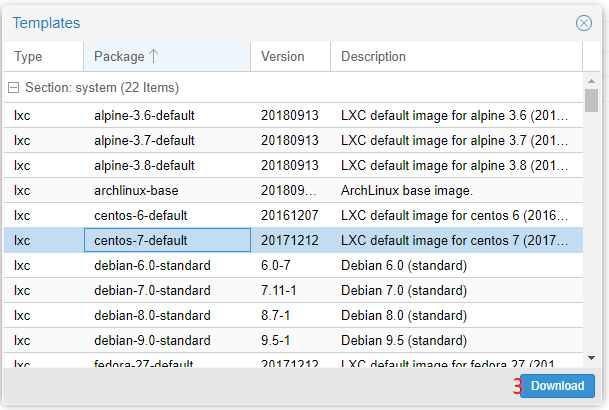 Templates
Type Package Version Description
Section: system (22 Items)
lxc alpine-3.6-default 20180913 LXC default image for alpine 3.6 (201...
lxc alpine-3.7-default 20180913 LXC default image for alpine 3.7 (201...
lxc alpine-3.8-default 20180913 LXC default image for alpine 3.8 (201...
lxc archlinux-base 201809... ArchLinux base image.
lxc centos-6-default 20161207 LXC default image for centos 6 (2016...
lxc centos-7-default 20171212 LXC default image for centos 7 (2017...
lxc debian-6.0-standard 6.0-7 Debian 6.0 (standard)
lxc debian-7.0-standard 7.11-1 Debian 7.0 (standard)
lxc debian-8.0-standard 8.7-1 Debian 8.0 (standard)
lxc debian-9.0-standard 9.5-1 Debian 9.5 (standard)
lxc fedora-27-default 20171212 LXC default image for fedora 27 (201...
3 Download